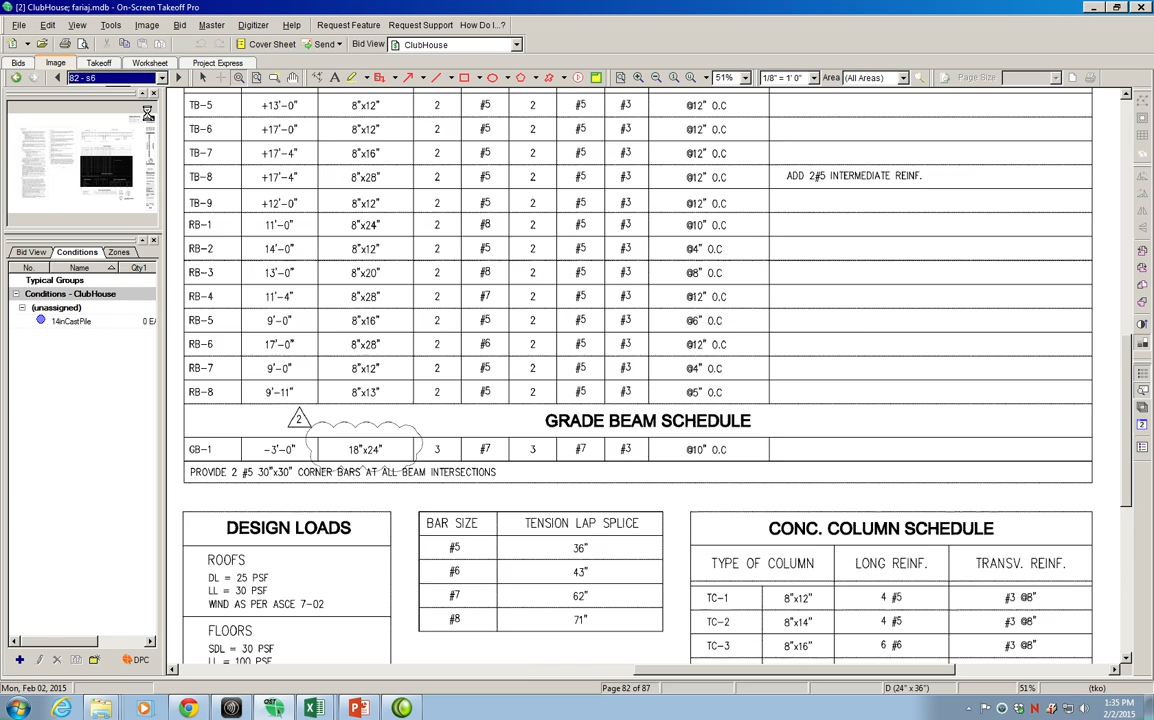 [2] ClubHouse; fariaj.mdb - On-Screen Takeoff Pro
File Edit View Tools Image Bid Master Digitizer Help Request Feature Request Support How Do I...?
Cover Sheet Send Bid View ClubHouse
Bids Image Takeoff Worksheet Project Express
82 - s6 51% 1/8" = 1' 0" Area (All Areas) Page Size
Bid View Conditions Zones
No. Name Qty1
Typical Groups
Conditions - ClubHouse
(unassigned)
14inCastPile 0 EA
DPC
TB-5 +13'-0" 8"x12" 2 #5 2 #5 #3 @12" O.C
TB-6 +17'-0" 8"x12" 2 #5 2 #5 #3 @12" O.C
TB-7 +17'-4" 8"x16" 2 #5 2 #5 #3 @12" O.C
TB-8 +17'-4" 8"x28" 2 #5 2 #5 #3 @12" O.C ADD 2#5 INTERMEDIATE REINF.
TB-9 +12'-0" 8"x12" 2 #5 2 #5 #3 @12" O.C
RB-1 11'-0" 8"x24" 2 #8 2 #5 #3 @10" O.C
RB-2 14'-0" 8"x12" 2 #5 2 #5 #3 @4" O.C
RB-3 13'-0" 8"x20" 2 #8 2 #5 #3 @8" O.C
RB-4 11'-4" 8"x28" 2 #7 2 #5 #3 @12" O.C
RB-5 9'-0" 8"x16" 2 #5 2 #5 #3 @6" O.C
RB-6 17'-0" 8"x28" 2 #6 2 #5 #3 @12" O.C
RB-7 9'-0" 8"x12" 2 #5 2 #5 #3 @4" O.C
RB-8 9'-11" 8"x13" 2 #5 2 #5 #3 @5" O.C
2 GRADE BEAM SCHEDULE
GB-1 -3'-0" 18"x24" 3 #7 3 #7 #3 @10" O.C
PROVIDE 2 #5 30"x30" CORNER BARS AT ALL BEAM INTERSECTIONS
DESIGN LOADS
ROOFS
DL = 25 PSF
LL = 30 PSF
WIND AS PER ASCE 7-02
FLOORS
SDL = 30 PSF
LL = 100 PSF
BAR SIZE TENSION LAP SPLICE
#5 36"
#6 43"
#7 62"
#8 71"
CONC. COLUMN SCHEDULE
TYPE OF COLUMN LONG REINF. TRANSV. REINF.
TC-1 8"x12" 4 #5 #3 @8"
TC-2 8"x14" 4 #5 #3 @8"
TC-3 8"x16" 6 #6 #3 @8"
Mon, Feb 02, 2015 Page 82 of 87 D (24" x 36") 51% (tko)
1:35 PM
2/2/2015